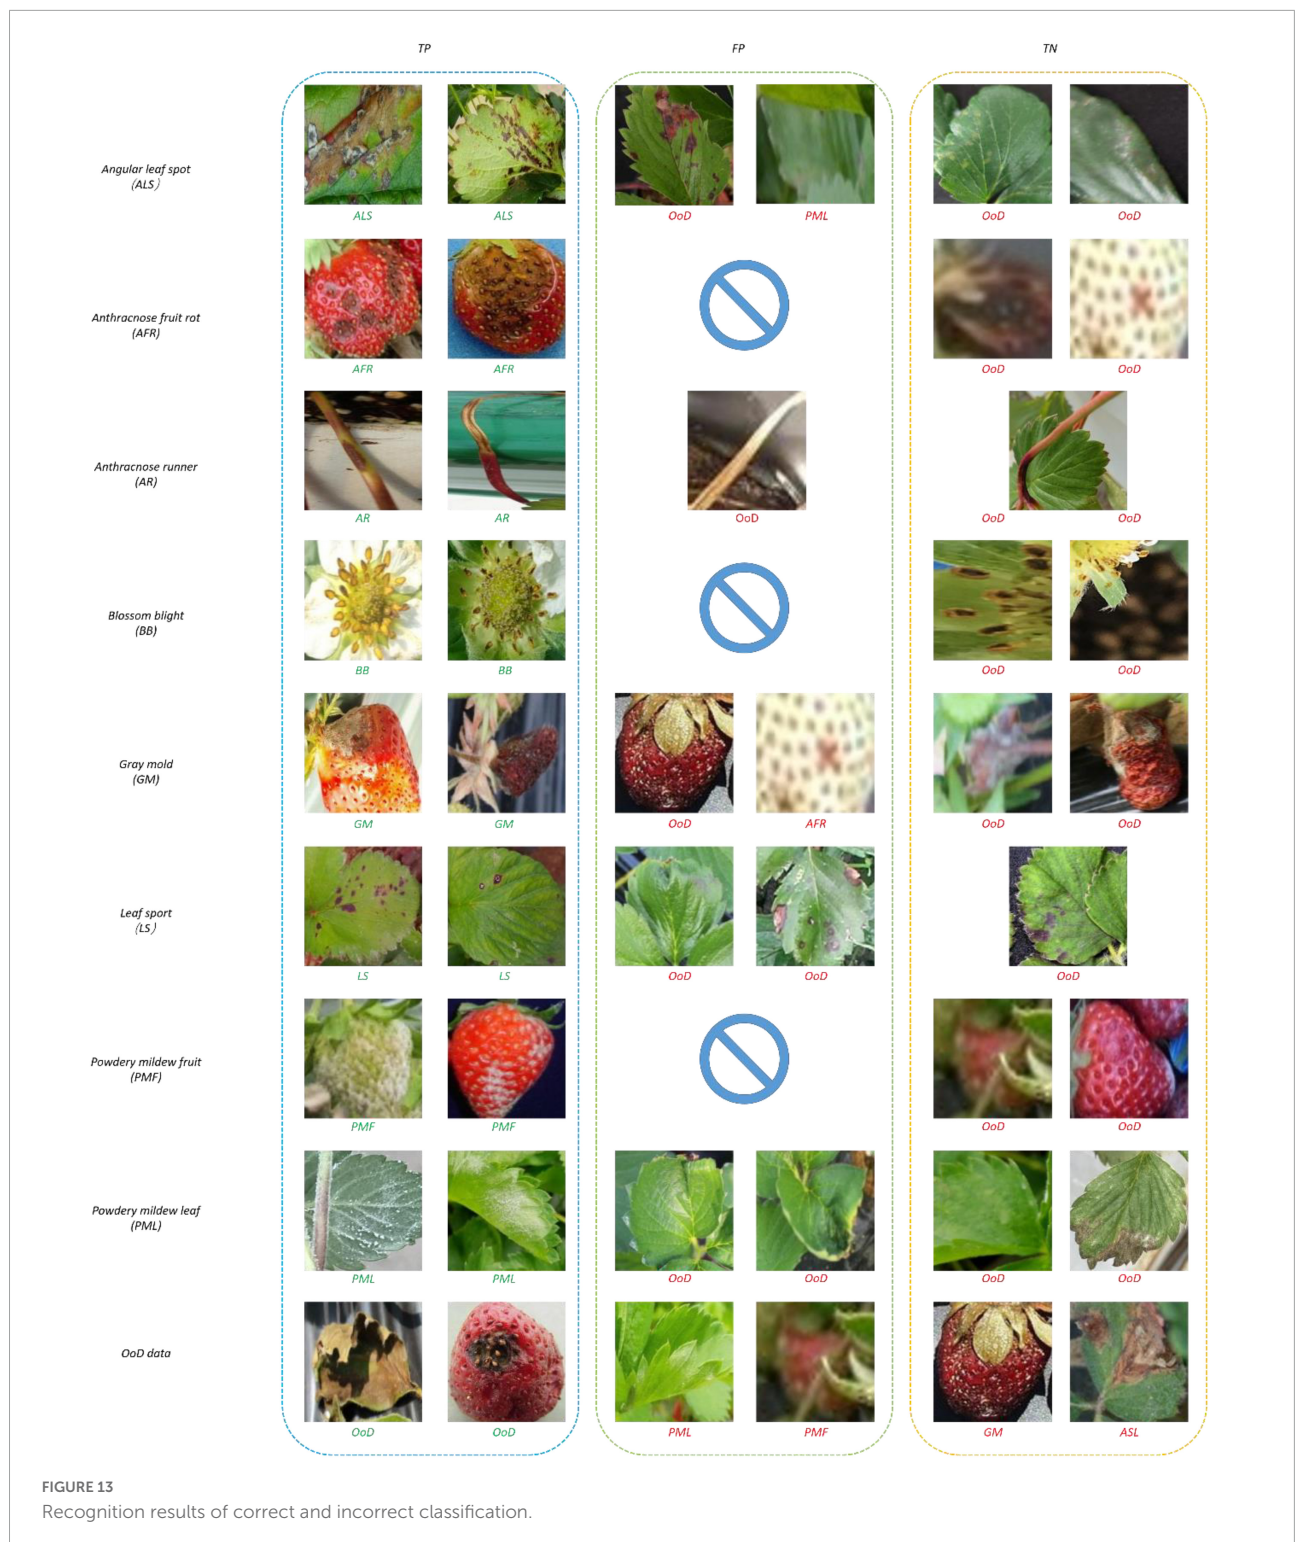 TP FP TN
Angular leaf spot
(ALS)
ALS ALS OoD PML OoD OoD
Anthracnose fruit rot
(AFR)
AFR AFR OoD OoD
Anthracnose runner
(AR)
AR AR OoD OoD OoD
Blossom blight
(BB)
BB BB OoD OoD
Gray mold
(GM)
GM GM OoD AFR OoD OoD
Leaf sport
(LS)
LS LS OoD OoD OoD
Powdery mildew fruit
(PMF)
PMF PMF OoD OoD
Powdery mildew leaf
(PML)
PML PML OoD OoD OoD OoD
OoD data
OoD OoD PML PMF GM ASL
FIGURE 13
Recognition results of correct and incorrect classification.